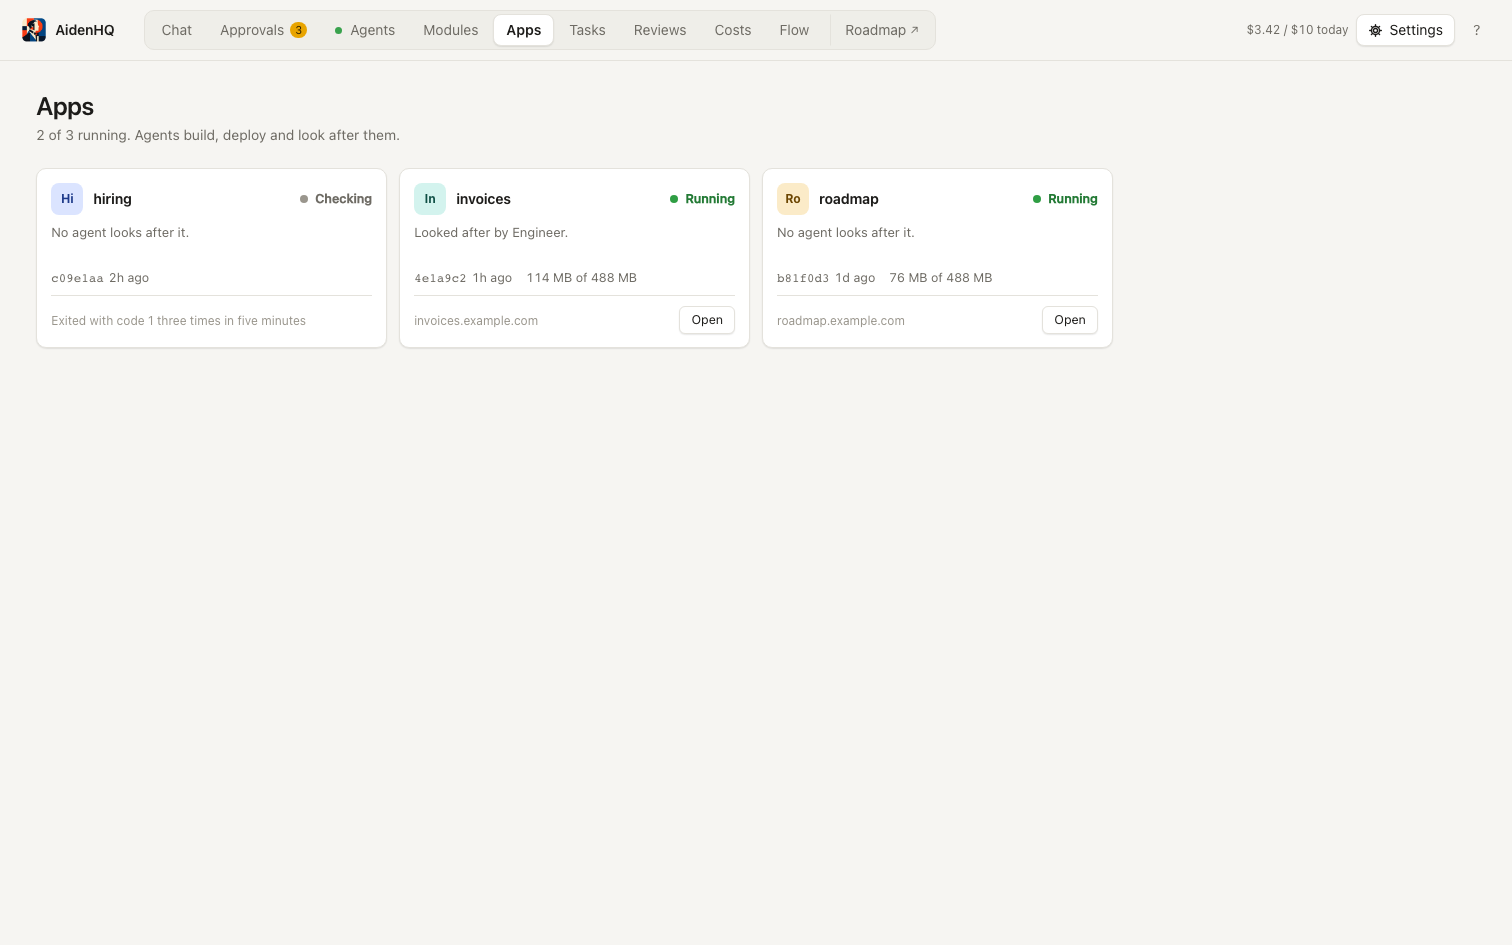 AidenHQ
Chat
Approvals 3
Agents
Modules
Apps
Tasks
Reviews
Costs
Flow
Roadmap ↗
$3.42 / $10 today
Settings
?
Apps
2 of 3 running. Agents build, deploy and look after them.
Hi
hiring
Checking
No agent looks after it.
c09e1aa 2h ago
Exited with code 1 three times in five minutes
In
invoices
Running
Looked after by Engineer.
4e1a9c2 1h ago 114 MB of 488 MB
invoices.example.com
Open
Ro
roadmap
Running
No agent looks after it.
b81f0d3 1d ago 76 MB of 488 MB
roadmap.example.com
Open